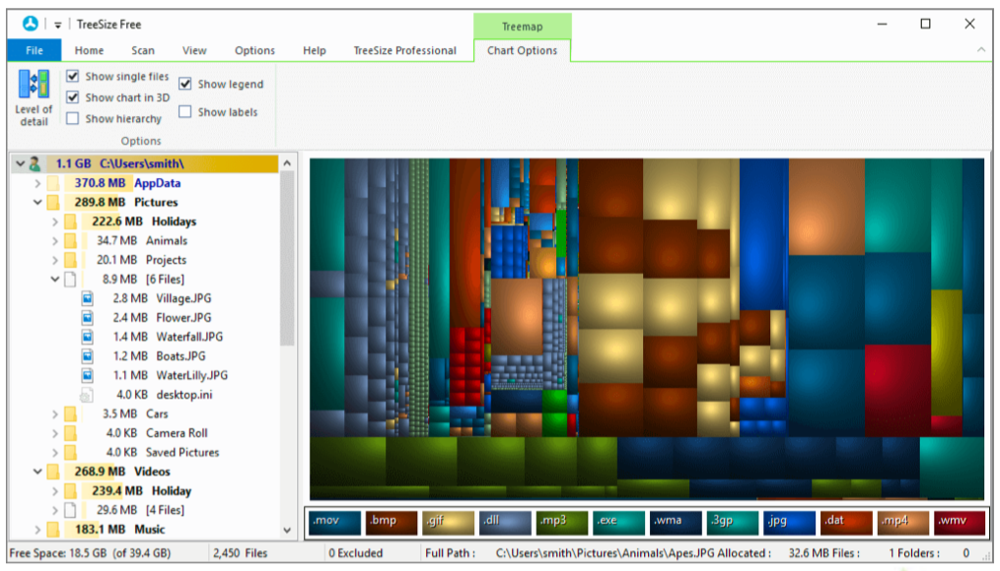 TreeSize Free
Treemap
File Home Scan View Options Help TreeSize Professional Chart Options
Level of detail
Show single files
Show chart in 3D
Show hierarchy
Show legend
Show labels
Options
1.1 GB C:\Users\smith\
370.8 MB AppData
289.8 MB Pictures
222.6 MB Holidays
34.7 MB Animals
20.1 MB Projects
8.9 MB [6 Files]
2.8 MB Village.JPG
2.4 MB Flower.JPG
1.4 MB Waterfall.JPG
1.2 MB Boats.JPG
1.1 MB WaterLilly.JPG
4.0 KB desktop.ini
3.5 MB Cars
4.0 KB Camera Roll
4.0 KB Saved Pictures
268.9 MB Videos
239.4 MB Holiday
29.6 MB [4 Files]
183.1 MB Music
.mov .bmp .gif .dll .mp3 .exe .wma .3gp .jpg .dat .mp4 .wmv
Free Space: 18.5 GB (of 39.4 GB) 2,450 Files 0 Excluded Full Path : C:\Users\smith\Pictures\Animals\Apes.JPG Allocated : 32.6 MB Files : 1 Folders : 0